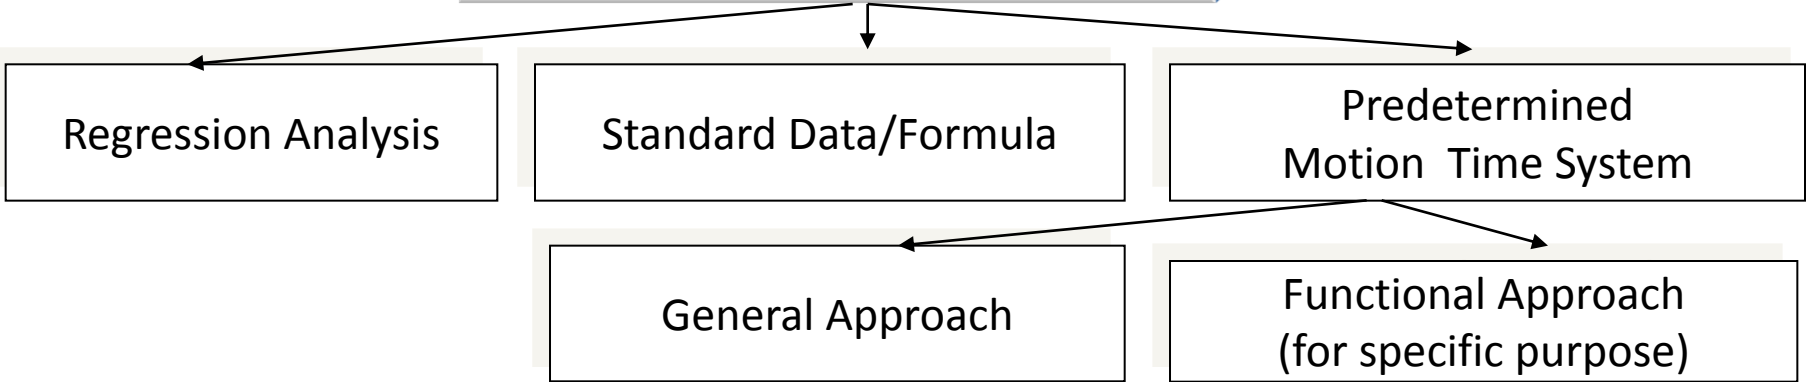 Regression Analysis
Standard Data/Formula
Predetermined
Motion  Time System
General Approach
Functional Approach
(for specific purpose)